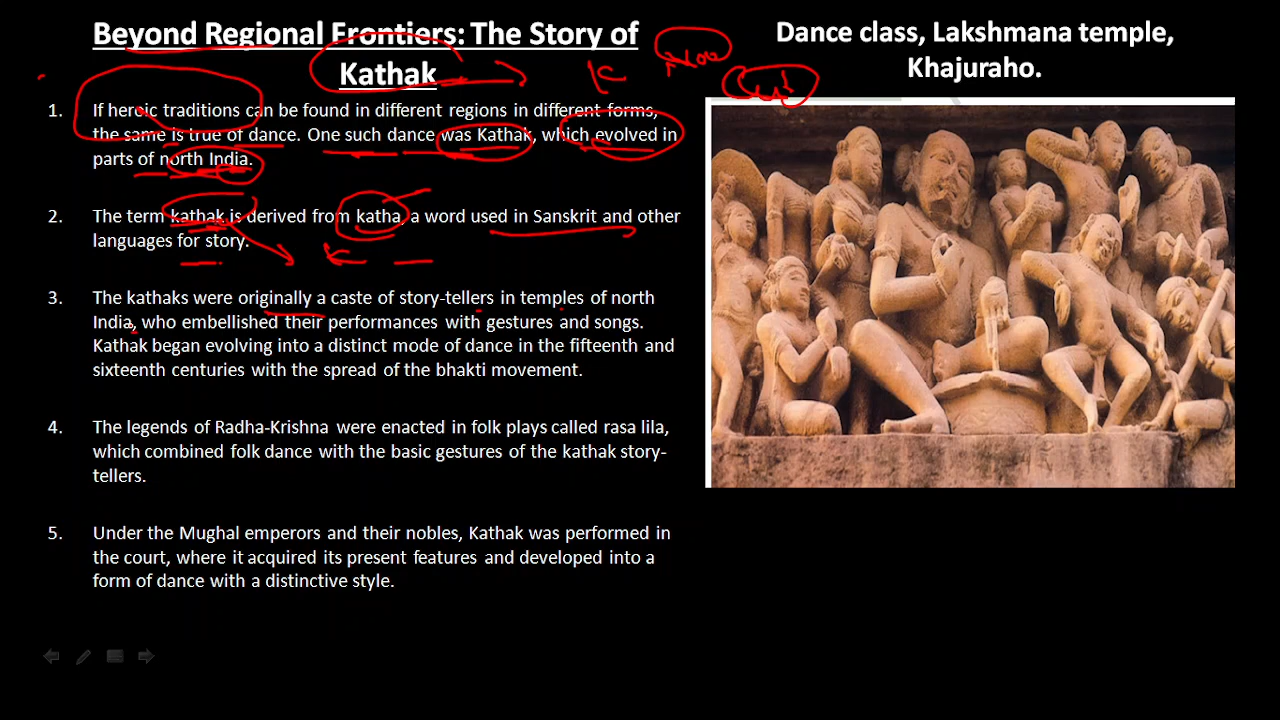 Beyond Regional Frontiers: The Story of
Kathak
1. If heroic traditions can be found in different regions in different forms,
the same is true of dance. One such dance was Kathak, which evolved in
parts of north India.
2. The term kathak is derived from katha, a word used in Sanskrit and other
languages for story.
3. The kathaks were originally a caste of story-tellers in temples of north
India, who embellished their performances with gestures and songs.
Kathak began evolving into a distinct mode of dance in the fifteenth and
sixteenth centuries with the spread of the bhakti movement.
4. The legends of Radha-Krishna were enacted in folk plays called rasa lila,
which combined folk dance with the basic gestures of the kathak story-
tellers.
5. Under the Mughal emperors and their nobles, Kathak was performed in
the court, where it acquired its present features and developed into a
form of dance with a distinctive style.
Dance class, Lakshmana temple,
Khajuraho.